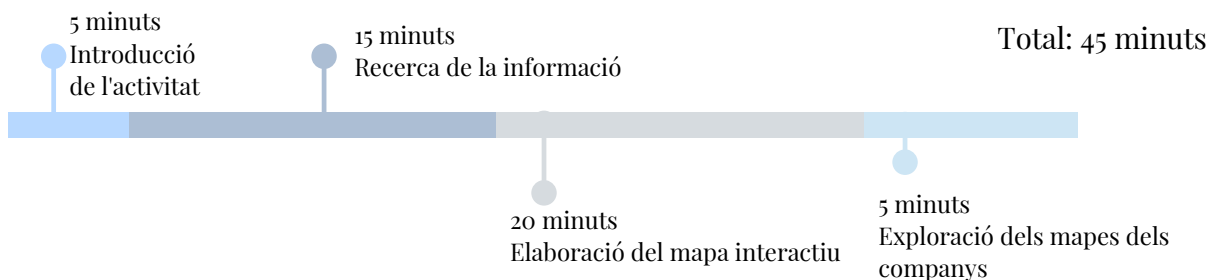 5 minuts
Introducció
de l'activitat
15 minuts
Recerca de la informació
Total: 45 minuts
20 minuts
Elaboració del mapa interactiu
5 minuts
Exploració dels mapes dels
companys